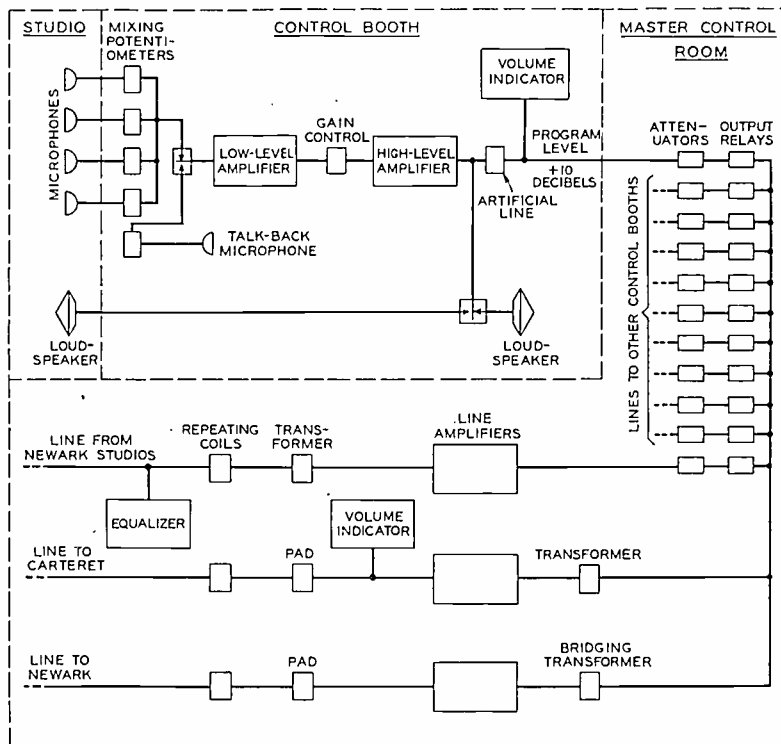 STUDIO
MIXING
POTENTI-
OMETERS
CONTROL BOOTH
MASTER CONTROL
ROOM
MICROPHONES
VOLUME
INDICATOR
GAIN
CONTROL
LOW-LEVEL
AMPLIFIER
HIGH-LEVEL
AMPLIFIER
PROGRAM
LEVEL
+10
DECIBELS
ARTIFICIAL
LINE
ATTEN-
UATORS
OUTPUT
RELAYS
TALK-BACK
MICROPHONE
LOUD-
SPEAKER
LOUD-
SPEAKER
LINES TO OTHER CONTROL BOOTHS
LINE FROM
NEWARK STUDIOS
REPEATING
COILS
TRANS-
FORMER
LINE
AMPLIFIERS
EQUALIZER
VOLUME
INDICATOR
LINE TO
CARTERET
PAD
TRANSFORMER
LINE TO
NEWARK
PAD
BRIDGING
TRANSFORMER